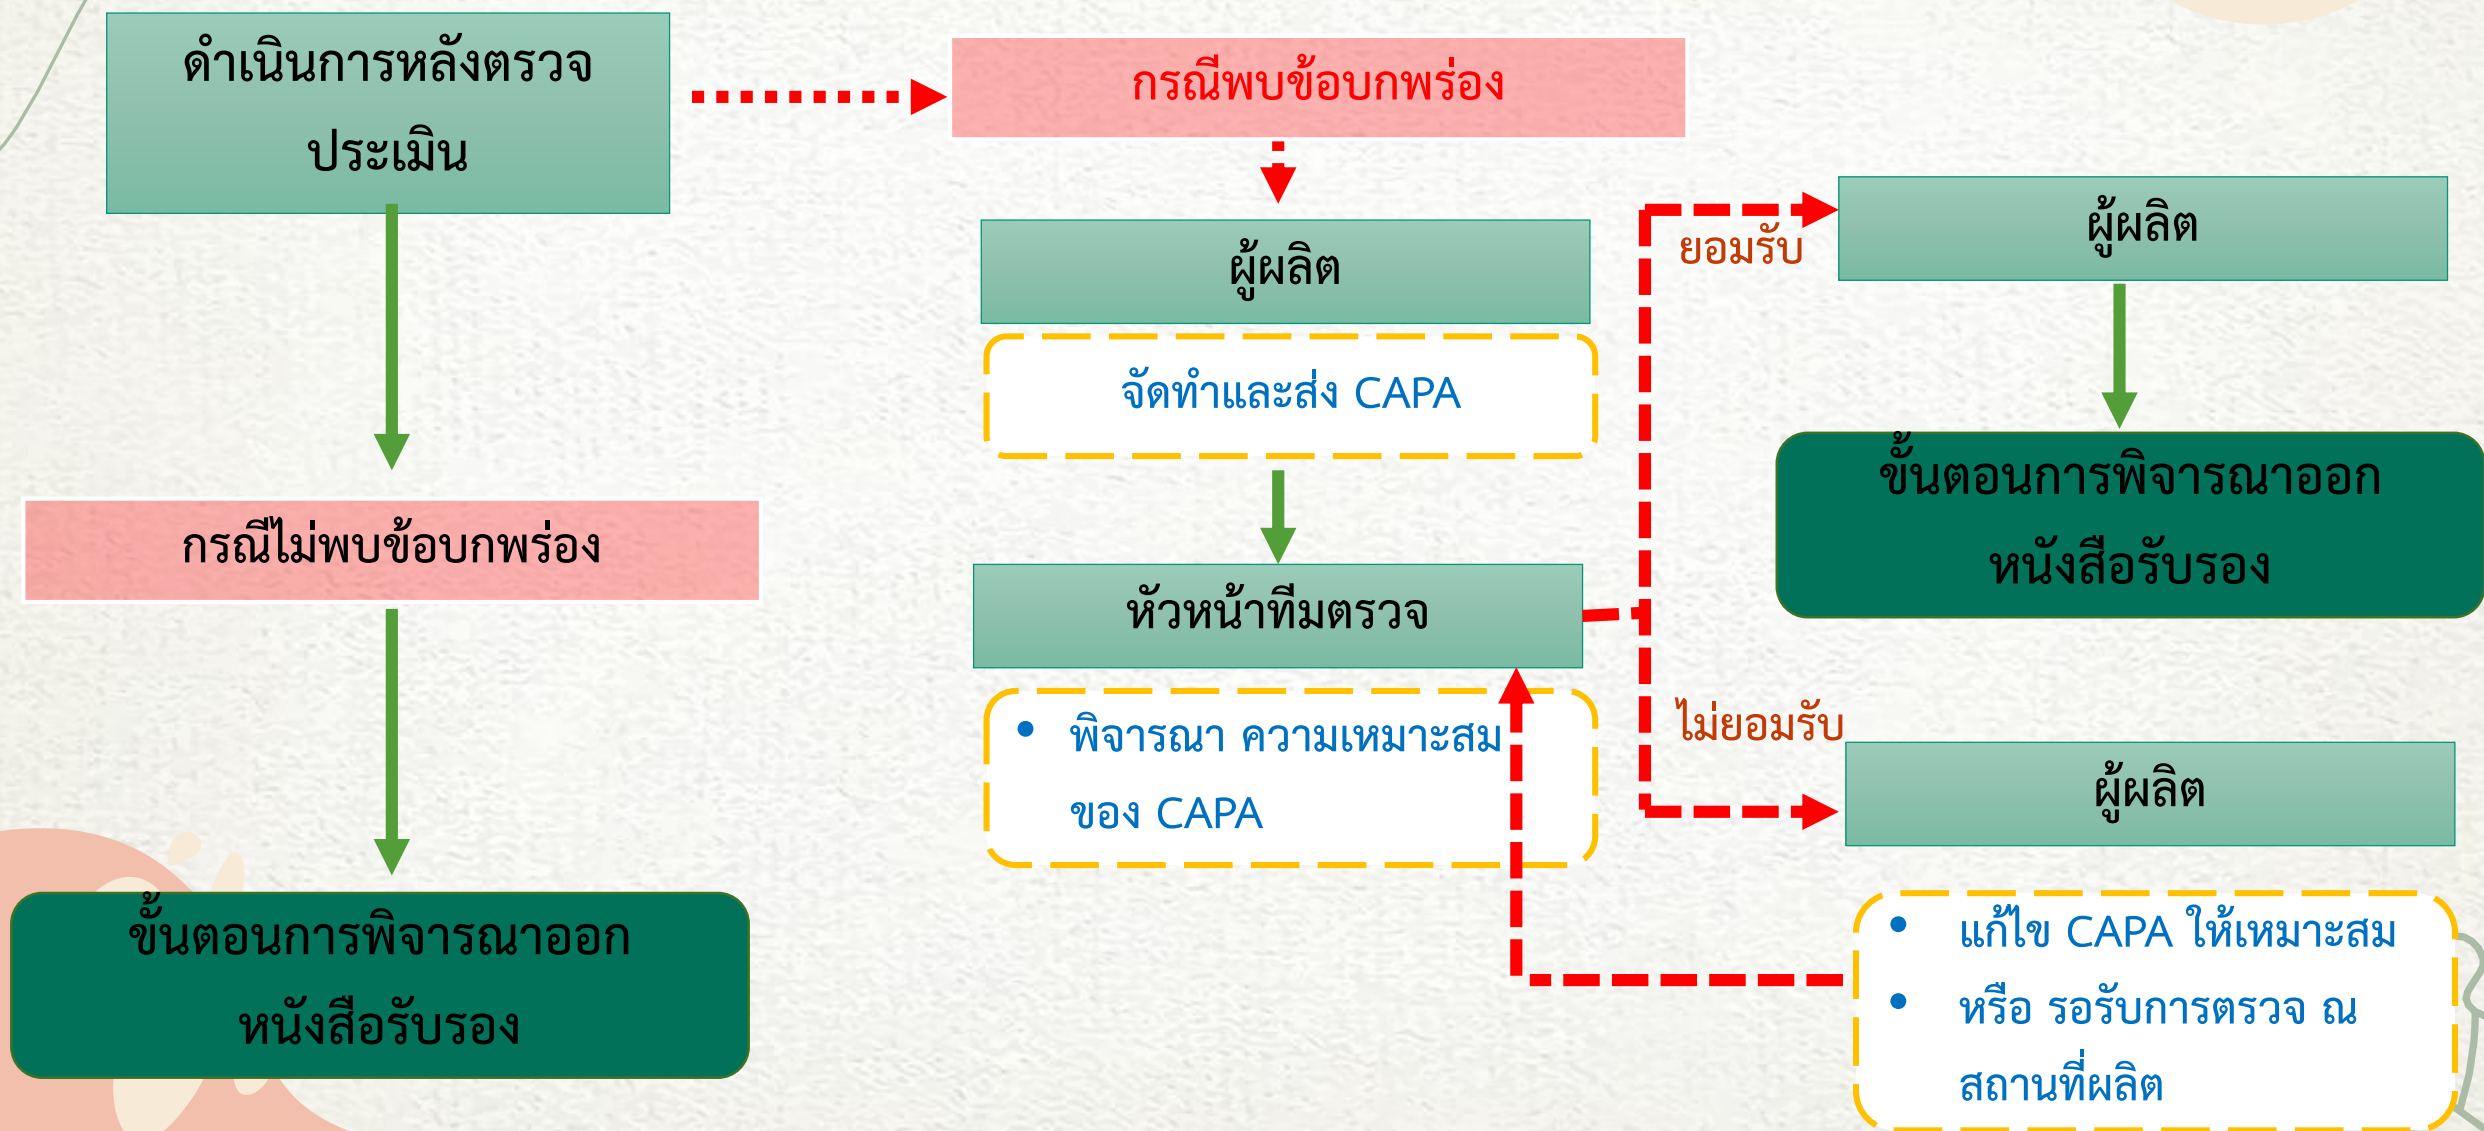 ดำเนินการหลังตรวจ
ประเมิน
กรณีพบข้อบกพร่อง
ผู้ผลิต
จัดทำและส่ง CAPA
หัวหน้าทีมตรวจ
• พิจารณา ความเหมาะสม
ของ CAPA
ยอมรับ
ผู้ผลิต
ขั้นตอนการพิจารณาออก
หนังสือรับรอง
ไม่ยอมรับ
ผู้ผลิต
• แก้ไข CAPA ให้เหมาะสม
• หรือ รอรับการตรวจ ณ
สถานที่ผลิต
กรณีไม่พบข้อบกพร่อง
ขั้นตอนการพิจารณาออก
หนังสือรับรอง